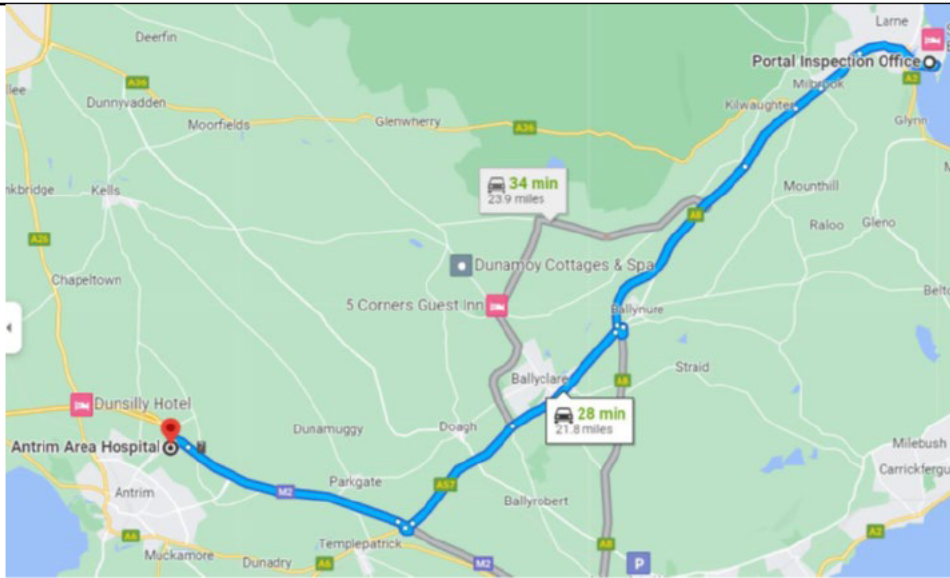 Larne
Deerfin
Portal Inspection Office
A36
A2
Milbrook
Dunnyvadden
Kilwaughter
Moorfields
Glenwherry
A36
Glynn
34 min
23.9 miles
Kells
Mounthill
A8
Raloo
Gleno
A26
Dunamoy Cottages & Spa
Chapeltown
5 Corners Guest Inn
Ballynure
Straid
Ballyclare
A8
Dunsilly Hotel
28 min
21.8 miles
Dunamuggy
Doagh
Antrim Area Hospital
Milebush
Parkgate
A57
Carrickfergu
M2
Antrim
Ballyrobert
A2
Templepatrick
A6
A8
Muckamore
Dunadry
A6
M2
P